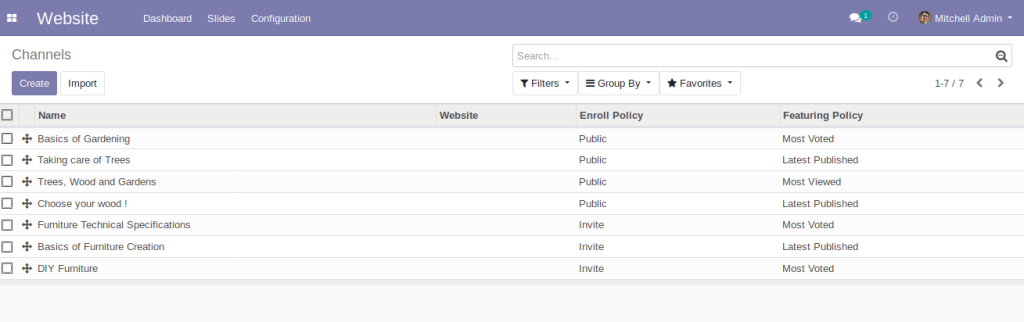 Website Dashboard Slides Configuration 1 Mitchell Admin
Channels Search...
Create Import Filters Group By Favorites 1-7 / 7
Name Website Enroll Policy Featuring Policy
Basics of Gardening Public Most Voted
Taking care of Trees Public Latest Published
Trees, Wood and Gardens Public Most Viewed
Choose your wood ! Public Latest Published
Furniture Technical Specifications Invite Most Voted
Basics of Furniture Creation Invite Latest Published
DIY Furniture Invite Most Voted